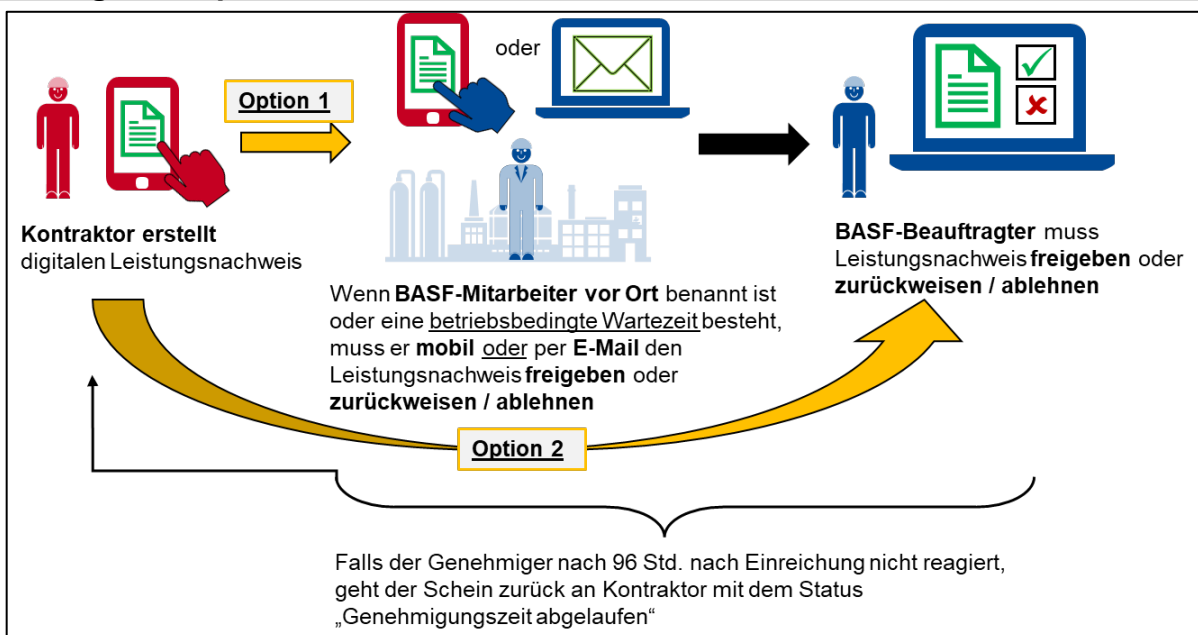 oder
Option 1
Kontraktor erstellt
digitalen Leistungsnachweis
Wenn BASF-Mitarbeiter vor Ort benannt ist
oder eine betriebsbedingte Wartezeit besteht,
muss er mobil oder per E-Mail den
Leistungsnachweis freigeben oder
zurückweisen / ablehnen
BASF-Beauftragter muss
Leistungsnachweis freigeben oder
zurückweisen / ablehnen
Option 2
Falls der Genehmiger nach 96 Std. nach Einreichung nicht reagiert,
geht der Schein zurück an Kontraktor mit dem Status
„Genehmigungszeit abgelaufen“